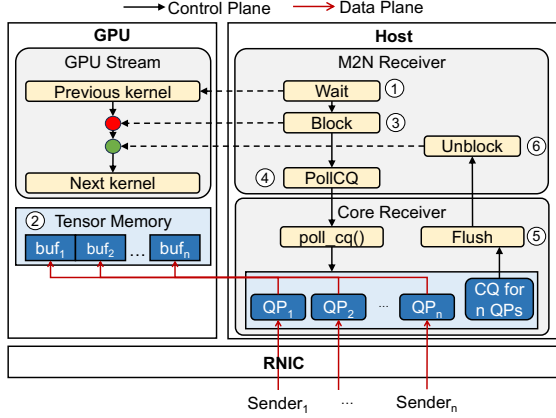 Control Plane
Data Plane
GPU
Host
GPU Stream
M2N Receiver
Previous kernel
Wait
①
Block
③
Unblock
⑥
④
PollCQ
Next kernel
② Tensor Memory
buf1 buf2 ... bufn
Core Receiver
poll_cq()
Flush
⑤
QP1 QP2 ... QPn
CQ for
n QPs
RNIC
Sender1 ... Sendern